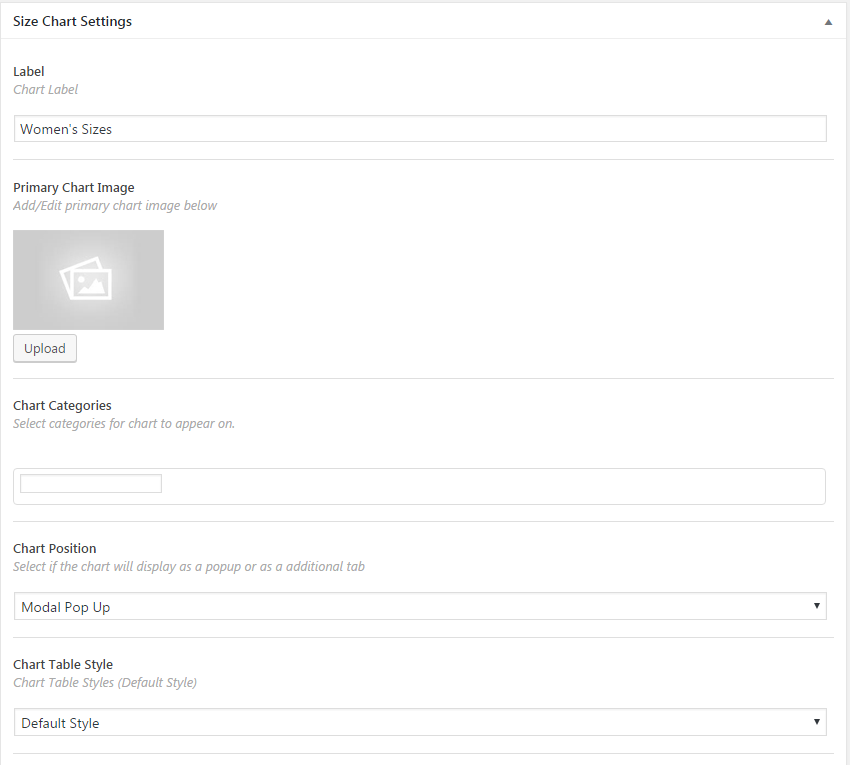 Size Chart Settings
Label
Chart Label
Women's Sizes
Primary Chart Image
Add/Edit primary chart image below
Upload
Chart Categories
Select categories for chart to appear on.
Chart Position
Select if the chart will display as a popup or as a additional tab
Modal Pop Up
Chart Table Style
Chart Table Styles (Default Style)
Default Style